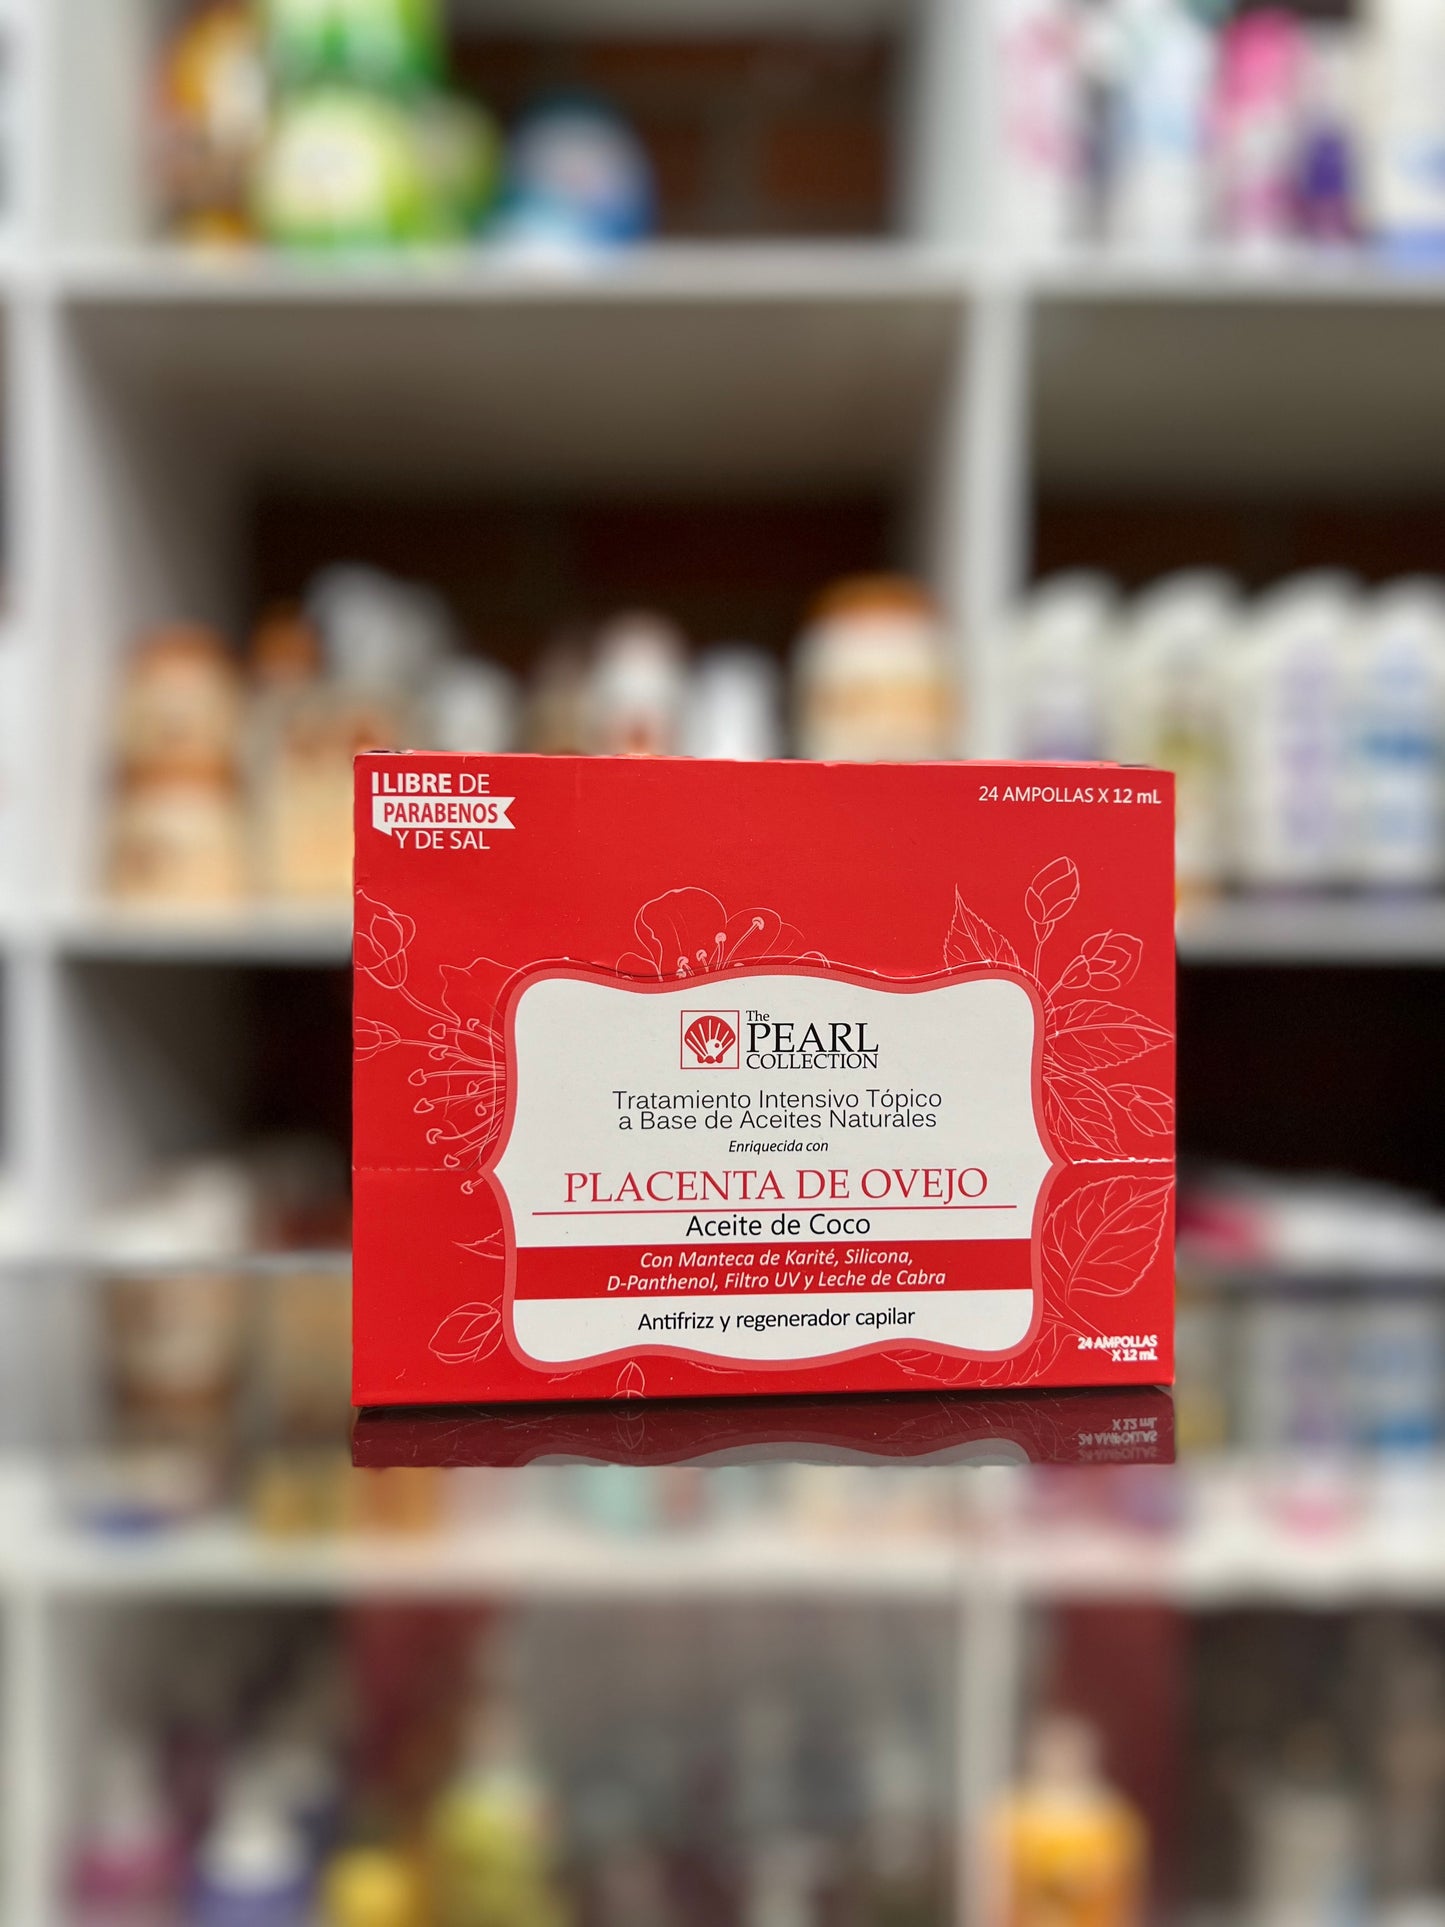 LIBRE DE
PARABENOS
Y DE SAL
24 AMPOLLAS X 12 mL
The
PEARL
COLLECTION
Tratamiento Intensivo Tópico
a Base de Aceites Naturales
Enriquecida con
PLACENTA DE OVEJO
Aceite de Coco
Con Manteca de Karité, Silicona,
D-Panthenol, Filtro UV y Leche de Cabra
Antifrizz y regenerador capilar
24 AMPOLLAS
X 12 mL